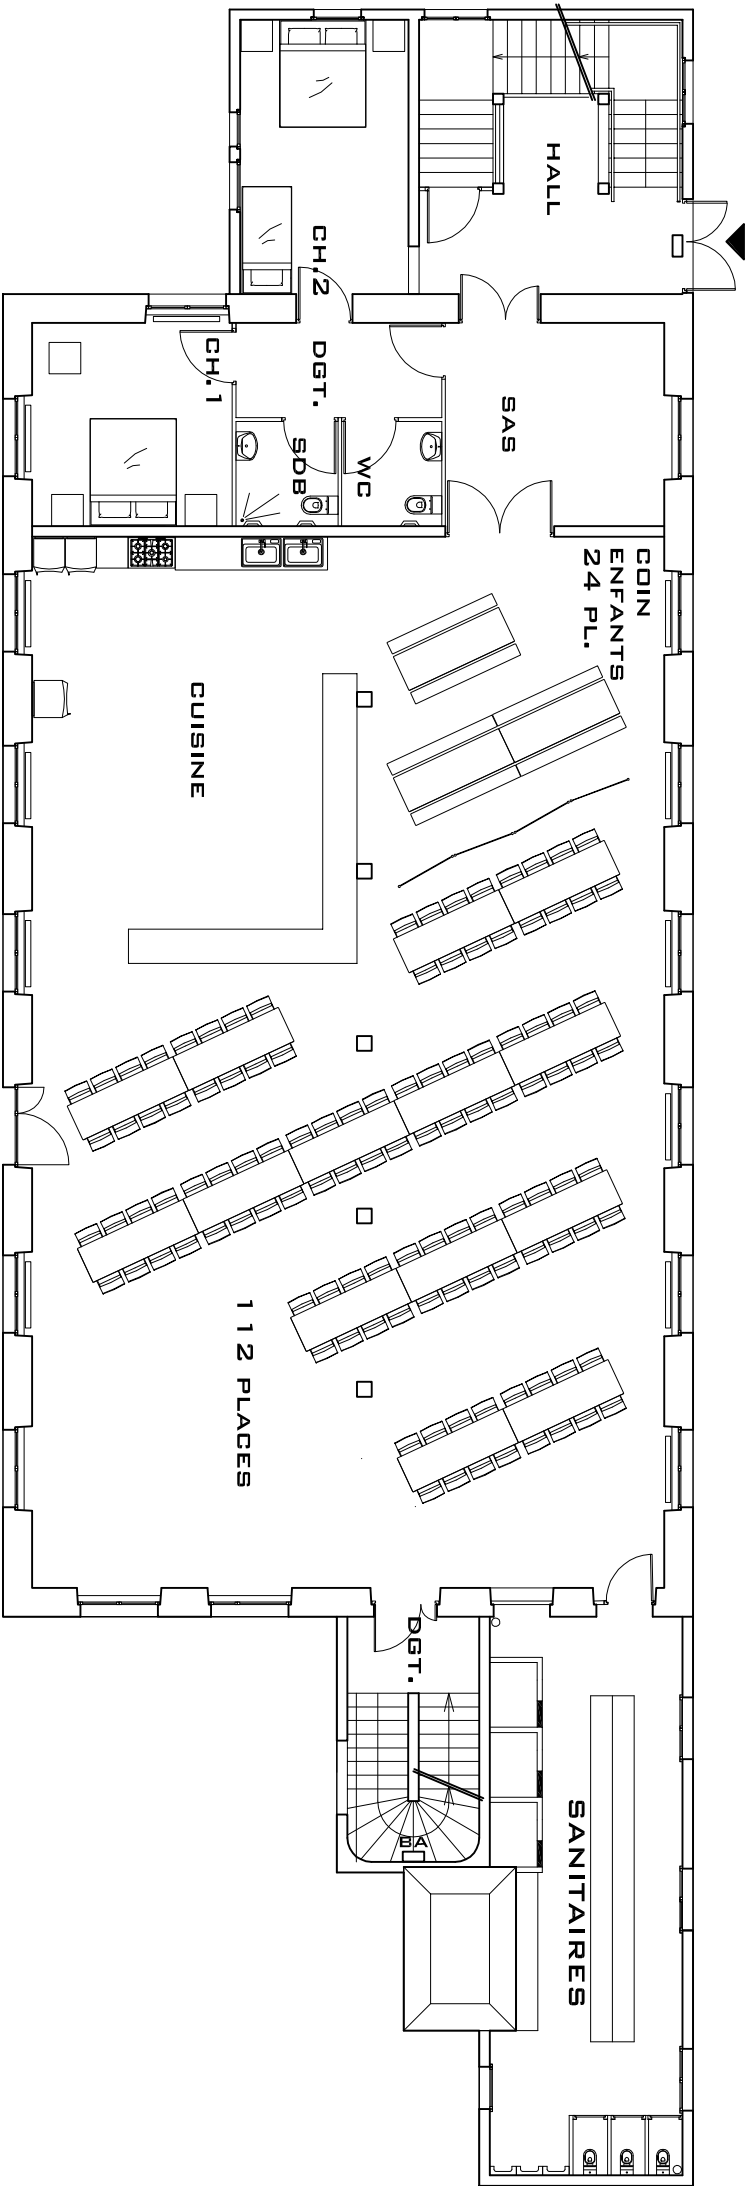 HALL
CH.2
CH.1
DGT.
SAS
SDB
WC
COIN
ENFANTS
24 PL.
CUISINE
112 PLACES
DGT.
BA
SANITAIRES